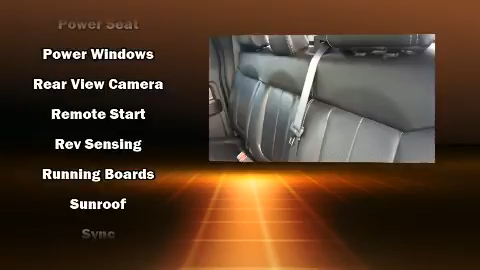 Power Seat
Power Windows
Rear View Camera
Remote Start
Rev Sensing
Running Boards
Sunroof
Sync